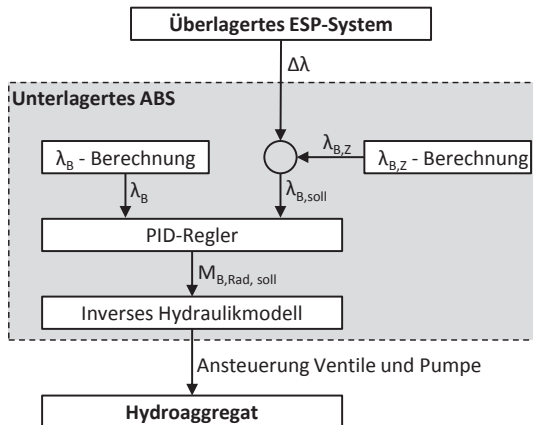 Überlagertes ESP-System
Δλ
Unterlagertes ABS
λB - Berechnung
λB,Z
λB,Z - Berechnung
λB
λB,soll
PID-Regler
MB,Rad, soll
Inverses Hydraulikmodell
Ansteuerung Ventile und Pumpe
Hydroaggregat